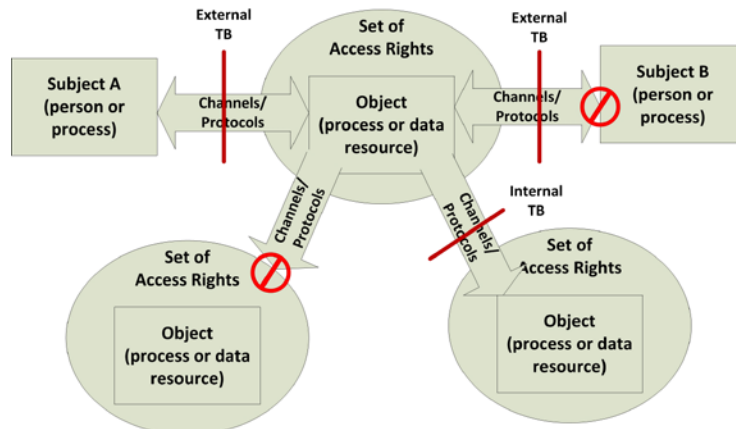 External
TB
Set of
Access Rights
External
TB
Subject A
(person or
process)
Channels/
Protocols
Object
(process or data
resource)
Channels/
Protocols
Subject B
(person or
process)
Channels/
Protocols
Channels/
Protocols
Internal
TB
Set of
Access Rights
Object
(process or data
resource)
Set of
Access Rights
Object
(process or data
resource)